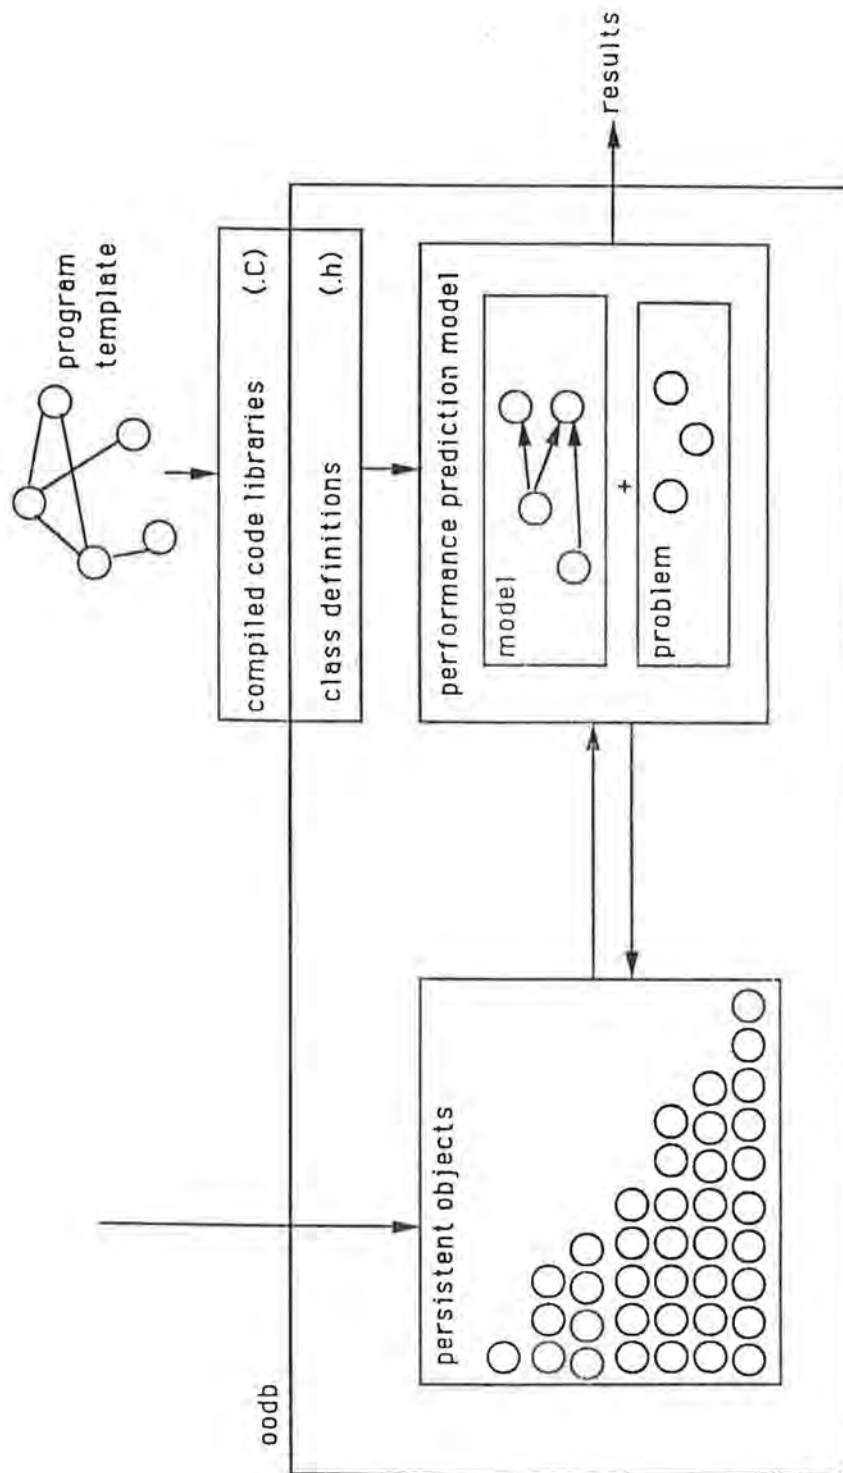 program
template
compiled code libraries (.C)
class definitions (.h)
oodb
persistent objects
performance prediction model
model
+
problem
results